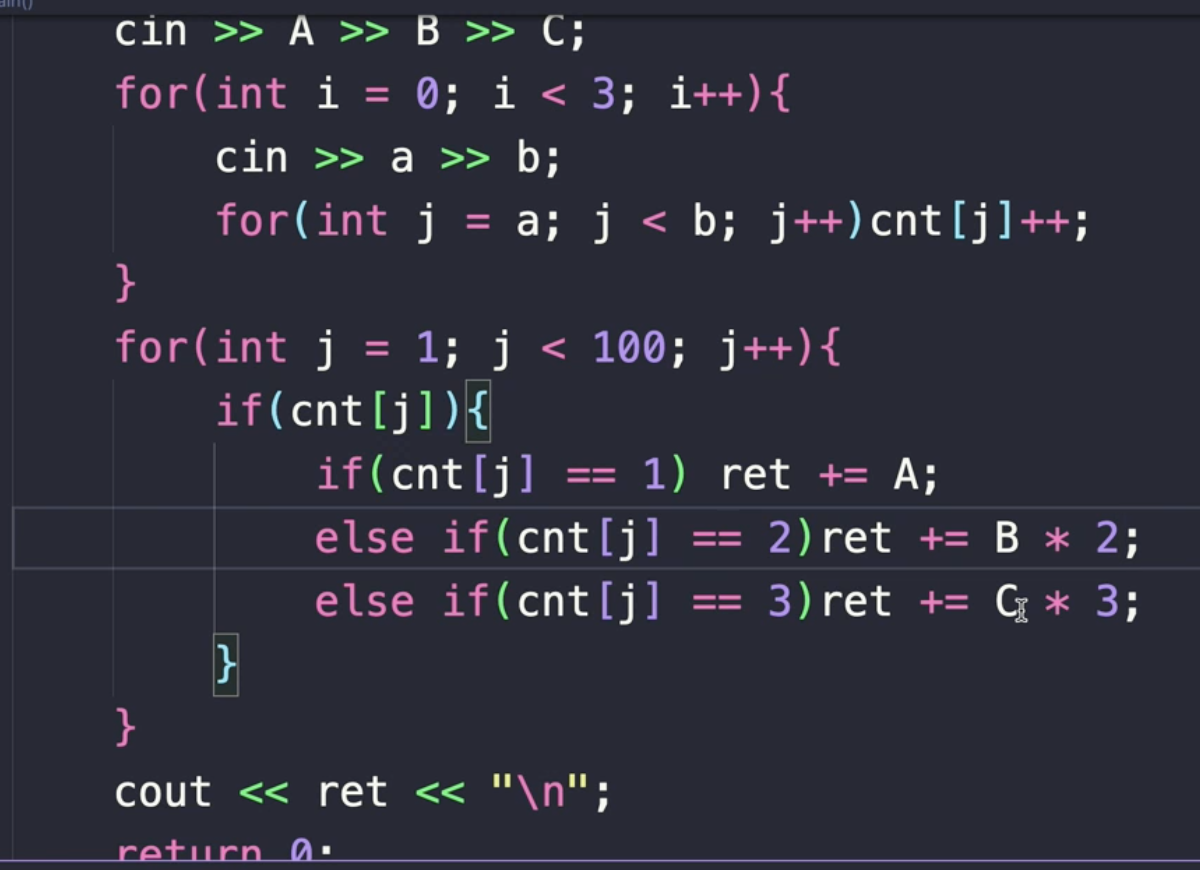 ain()
cin >> A >> B >> C;
for(int i = 0; i < 3; i++){
cin >> a >> b;
for(int j = a; j < b; j++)cnt[j]++;
}
for(int j = 1; j < 100; j++){
if(cnt[j]){
if(cnt[j] == 1) ret += A;
else if(cnt[j] == 2)ret += B * 2;
else if(cnt[j] == 3)ret += C * 3;
}
}
cout << ret << "\n";
return 0;